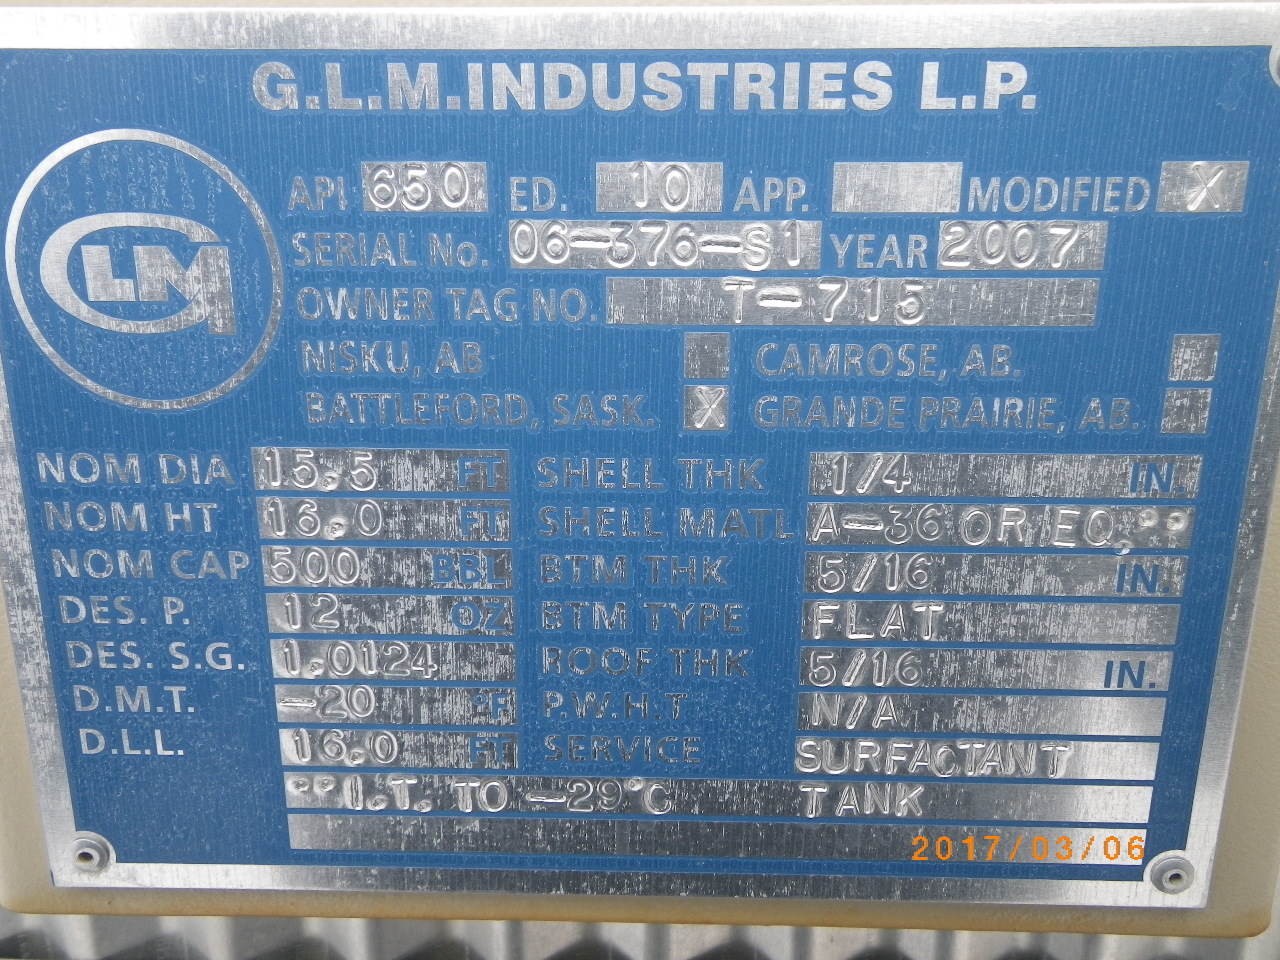 G.L.M. INDUSTRIES L.P.
GLM
API 650 ED. 10 APP. MODIFIED X
SERIAL No. 06-376-S1 YEAR 2007
OWNER TAG NO. T-715
NISKU, AB CAMROSE, AB.
BATTLEFORD, SASK. X GRANDE PRAIRIE, AB.
NOM DIA 15.5 FT SHELL THK 1/4 IN.
NOM HT 16.0 FT SHELL MATL A-36 OR EQ, °°
NOM CAP 500 BBL BTM THK 5/16 IN.
DES. P. 12 OZ BTM TYPE FLAT
DES. S.G. 1.0124 ROOF THK 5/16 IN.
D.M.T. -20 °F P.W.H.T N/A
D.L.L. 16.0 FT SERVICE SURFACTANT
°° I.T. TO -29°C TANK
2017/03/06